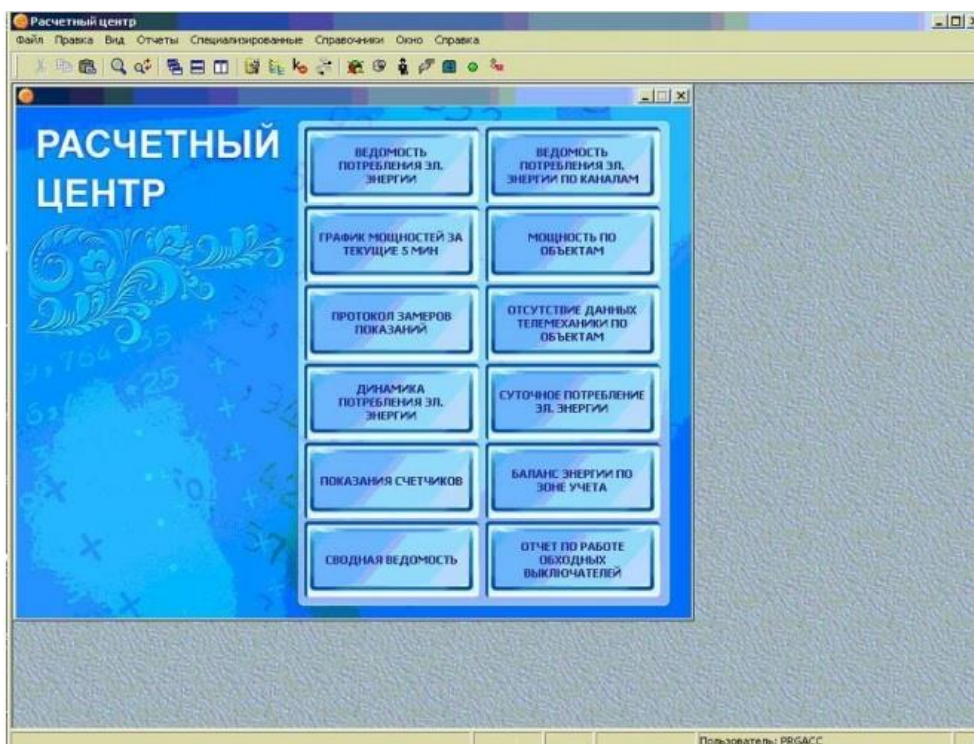 Расчетный центр
Файл Правка Вид Отчеты Специализированные Справочники Окно Справка
РАСЧЕТНЫЙ
ЦЕНТР
ВЕДОМОСТЬ
ПОТРЕБЛЕНИЯ ЭЛ.
ЭНЕРГИИ
ВЕДОМОСТЬ
ПОТРЕБЛЕНИЯ ЭЛ.
ЭНЕРГИИ ПО КАНАЛАМ
ГРАФИК МОЩНОСТЕЙ ЗА
ТЕКУЩИЕ 5 МИН
МОЩНОСТЬ ПО
ОБЪЕКТАМ
ПРОТОКОЛ ЗАМЕРОВ
ПОКАЗАНИЙ
ОТСУТСТВИЕ ДАННЫХ
ТЕЛЕМЕХАНИКИ ПО
ОБЪЕКТАМ
ДИНАМИКА
ПОТРЕБЛЕНИЯ ЭЛ.
ЭНЕРГИИ
СУТОЧНОЕ ПОТРЕБЛЕНИЕ
ЭЛ. ЭНЕРГИИ
ПОКАЗАНИЯ СЧЕТЧИКОВ
БАЛАНС ЭНЕРГИИ ПО
ЗОНЕ УЧЕТА
СВОДНАЯ ВЕДОМОСТЬ
ОТЧЕТ ПО РАБОТЕ
ОБХОДНЫХ
ВЫКЛЮЧАТЕЛЕЙ
Пользователь: PRGACC